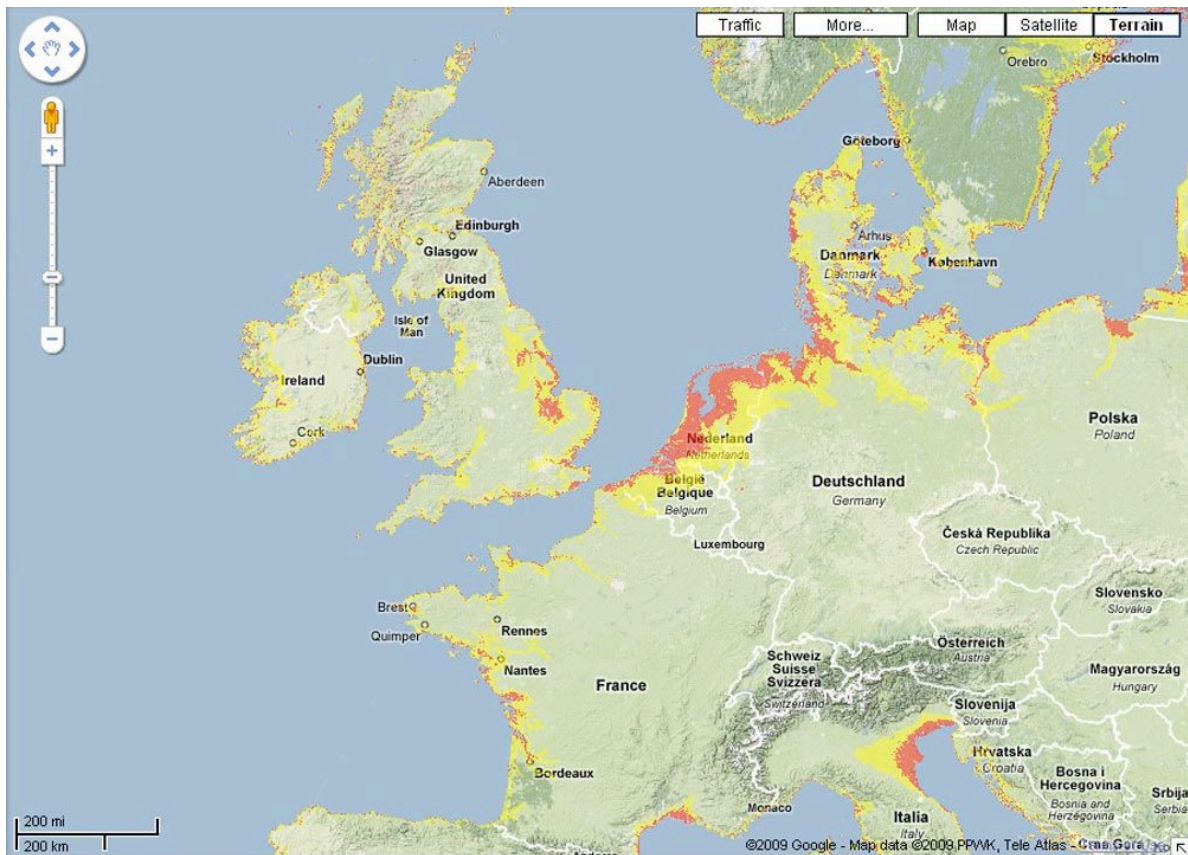 Traffic
More...
Map
Satellite
Terrain
Orebro
Stockholm
Göteborg
Aberdeen
Edinburgh
Glasgow
Arhus
Danmark
Denmark
København
United
Kingdom
Isle of
Man
Dublin
Ireland
Cork
Nederland
Netherlands
Polska
Poland
België
Belgique
Belgium
Deutschland
Germany
Luxembourg
Česká Republika
Czech Republic
Slovensko
Slovakia
Brest
Quimper
Rennes
Nantes
France
Schweiz
Suisse
Svizzera
Switzerland
Österreich
Austria
Magyarország
Hungary
Slovenija
Slovenia
Hrvatska
Croatia
Bordeaux
Monaco
Bosna i
Hercegovina
Bosnia and
Herzegovina
Srbija
Serbia
Italia
Italy
200 mi
200 km
©2009 Google - Map data ©2009 PPWK, Tele Atlas -
Crna Gora